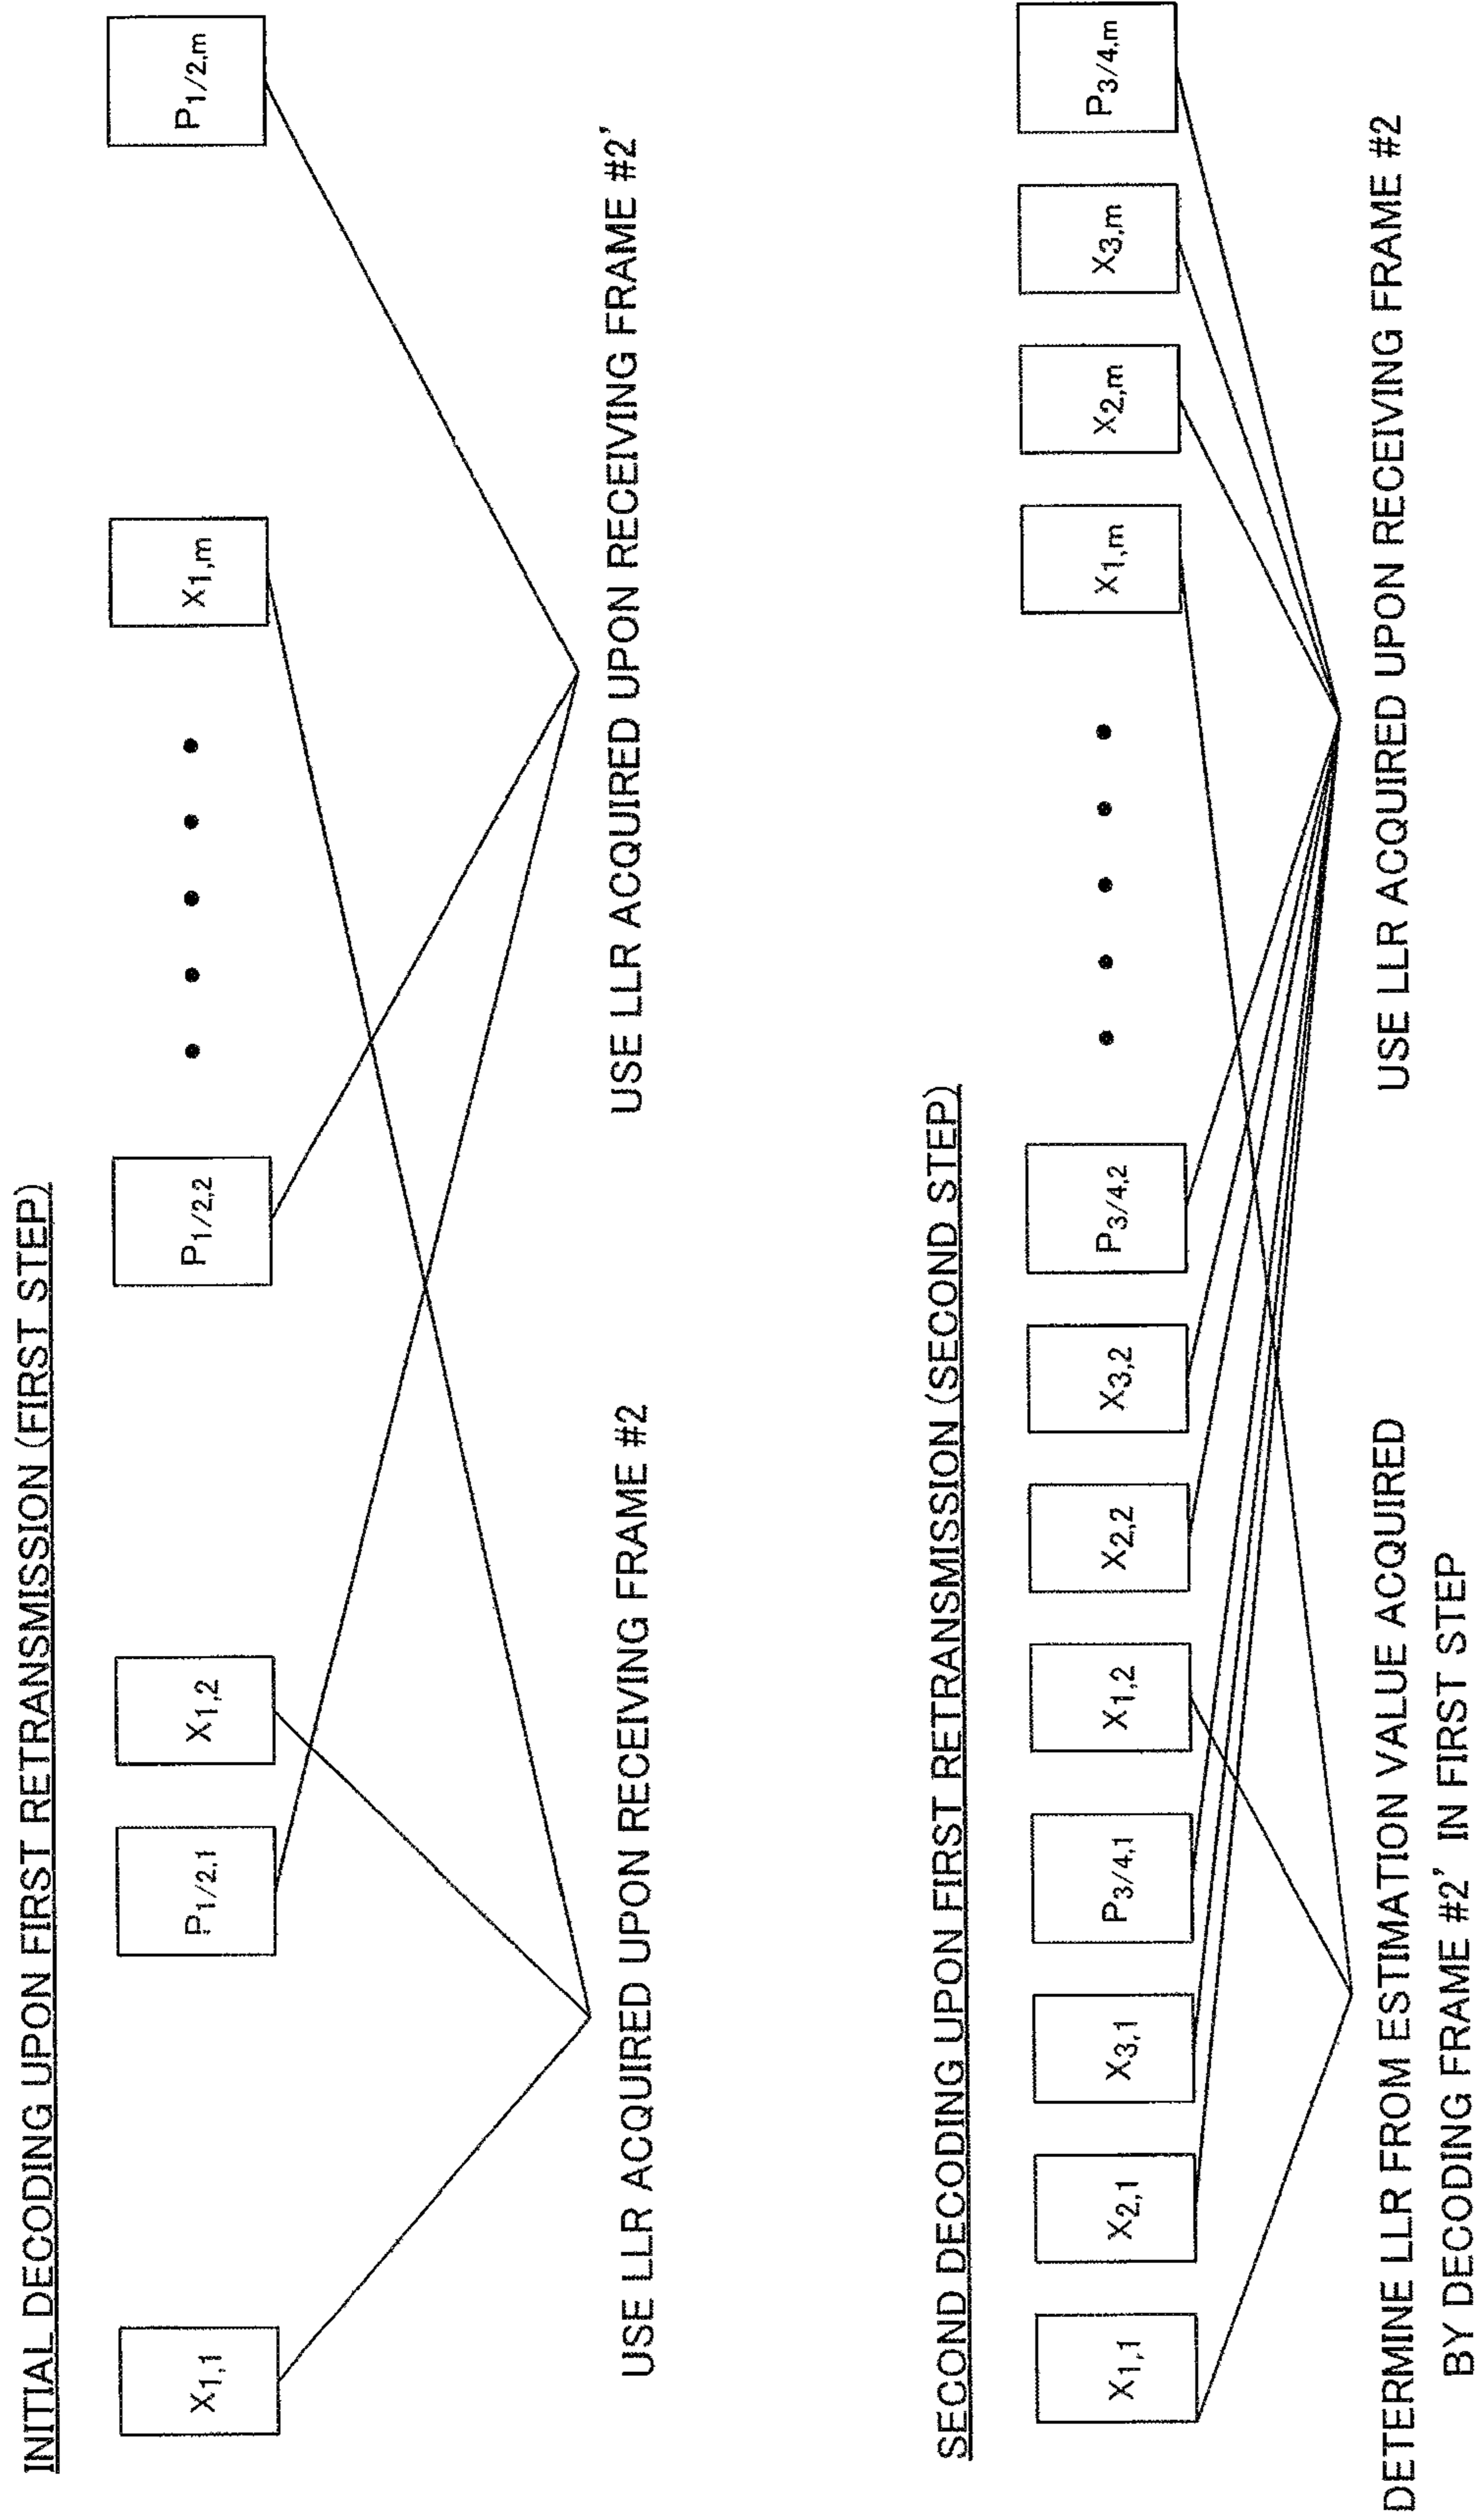 INITIAL DECODING UPON FIRST RETRANSMISSION (FIRST STEP)
X1,1 P1/2,1 X1,2 P1/2,2 • • • • • X1,m P1/2,m
USE LLR ACQUIRED UPON RECEIVING FRAME #2
USE LLR ACQUIRED UPON RECEIVING FRAME #2'
SECOND DECODING UPON FIRST RETRANSMISSION (SECOND STEP)
X1,1 X2,1 X3,1 P3/4,1 X1,2 X2,2 X3,2 P3/4,2 • • • • • X1,m X2,m X3,m P3/4,m
DETERMINE LLR FROM ESTIMATION VALUE ACQUIRED
BY DECODING FRAME #2' IN FIRST STEP
USE LLR ACQUIRED UPON RECEIVING FRAME #2